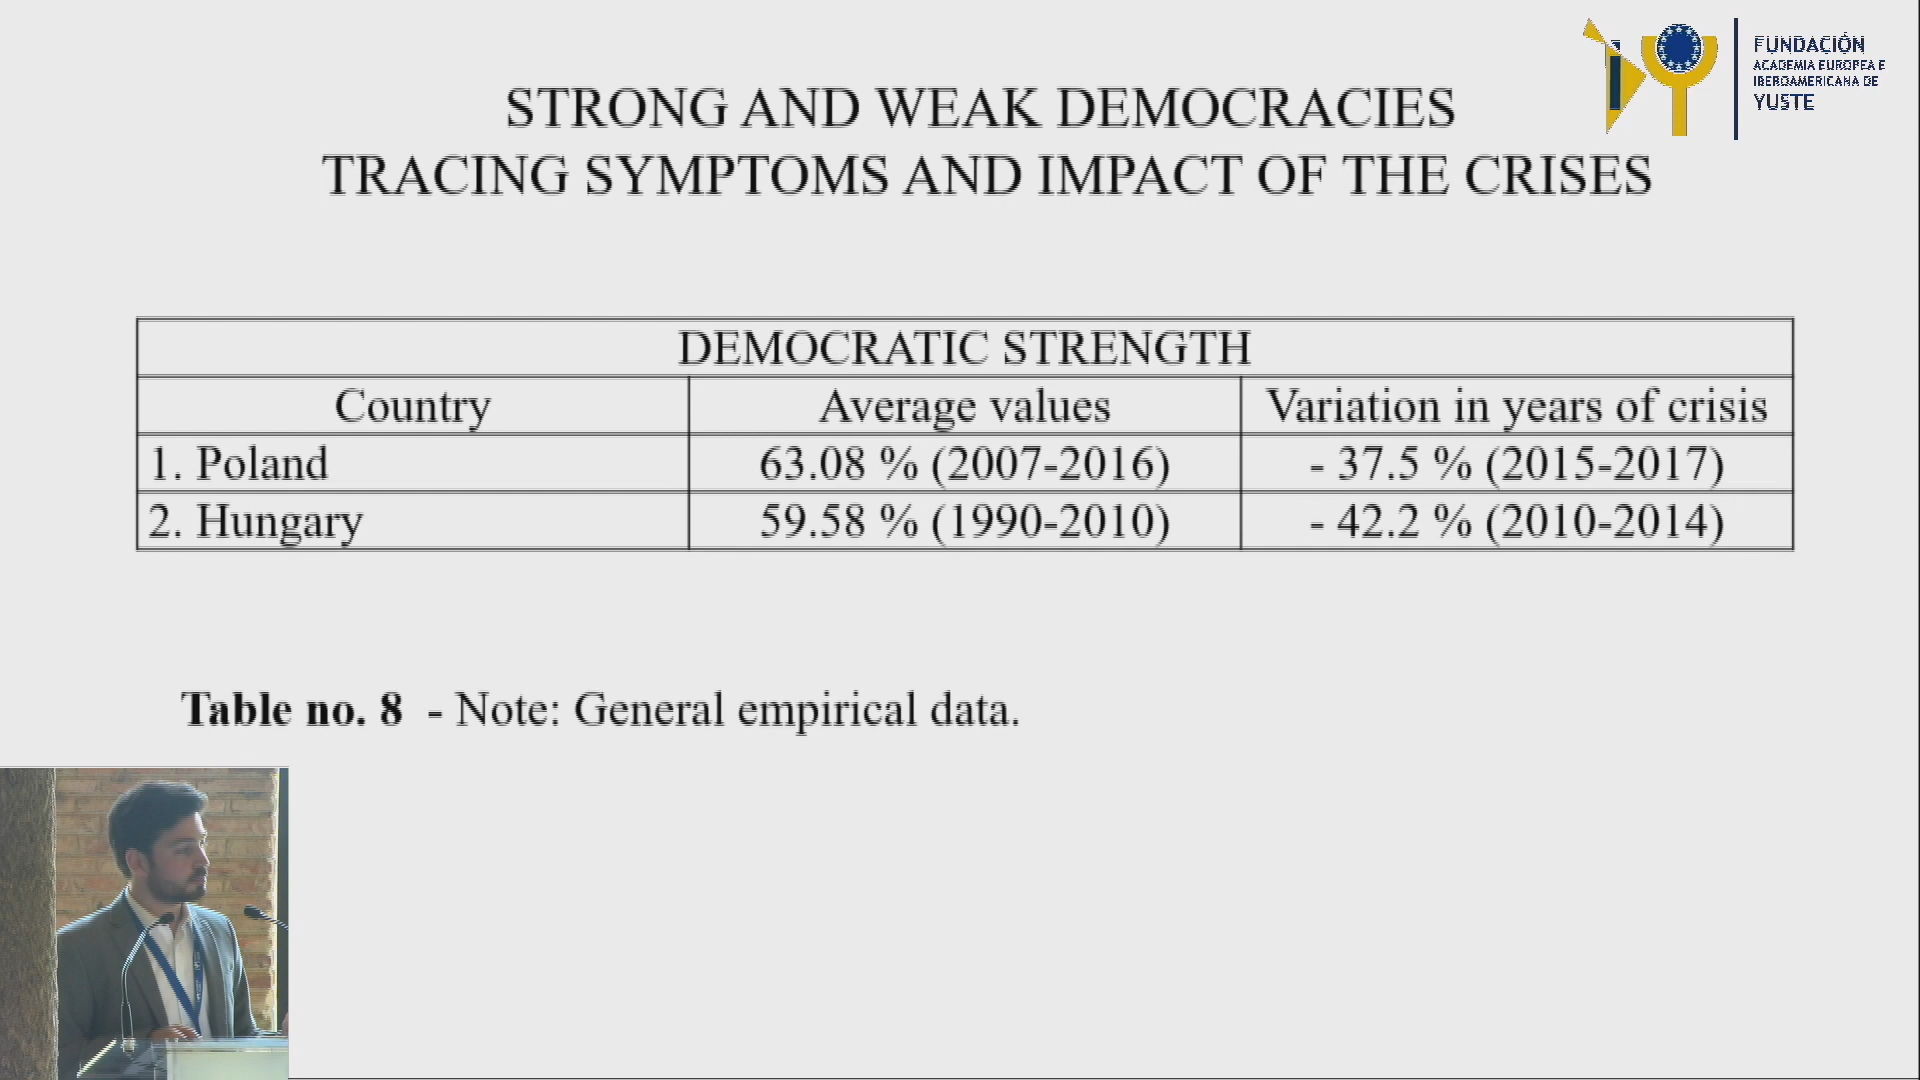 FUNDACIÓN
ACADEMIA EUROPEA E
IBEROAMERICANA DE
YUSTE
STRONG AND WEAK DEMOCRACIES
TRACING SYMPTOMS AND IMPACT OF THE CRISES
DEMOCRATIC STRENGTH
Country Average values Variation in years of crisis
1. Poland 63.08 % (2007-2016) - 37.5 % (2015-2017)
2. Hungary 59.58 % (1990-2010) - 42.2 % (2010-2014)
Table no. 8 - Note: General empirical data.